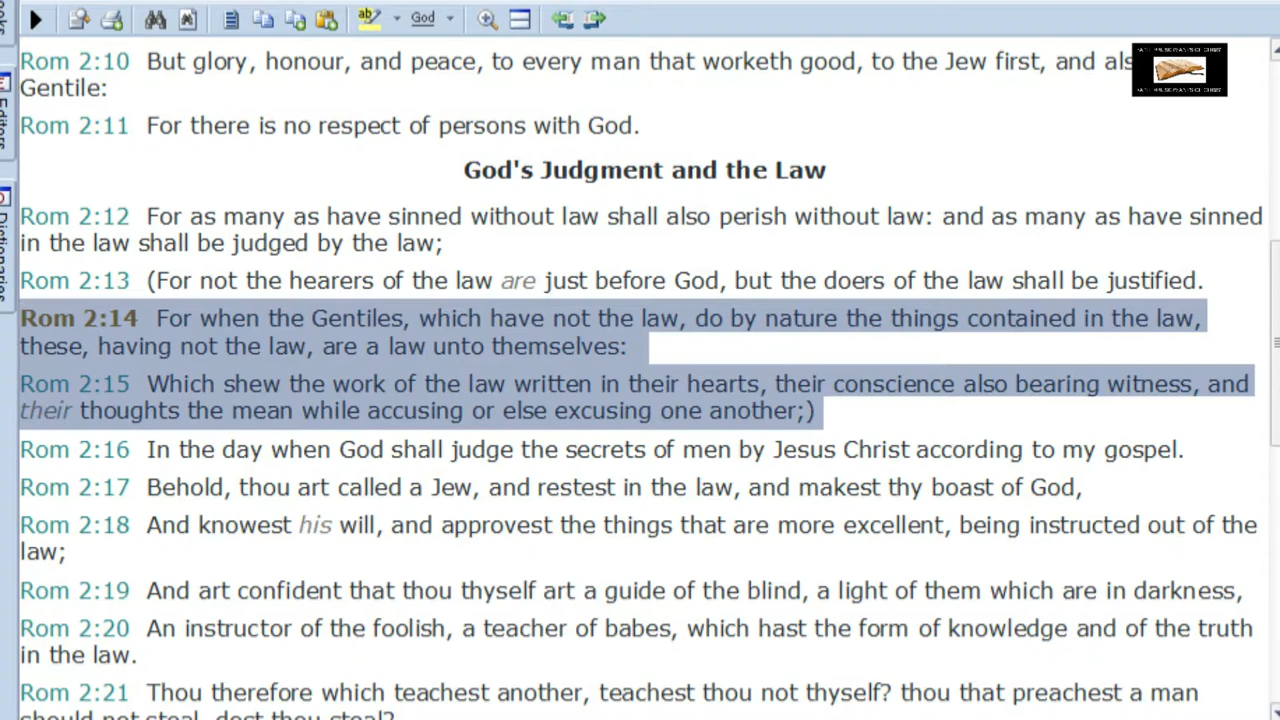 God
Rom 2:10 But glory, honour, and peace, to every man that worketh good, to the Jew first, and
Gentile:
Rom 2:11 For there is no respect of persons with God.
God's Judgment and the Law
Rom 2:12 For as many as have sinned without law shall also perish without law: and as many as have sinned
in the law shall be judged by the law;
Rom 2:13 (For not the hearers of the law are just before God, but the doers of the law shall be justified.
Rom 2:14 For when the Gentiles, which have not the law, do by nature the things contained in the law,
these, having not the law, are a law unto themselves:
Rom 2:15 Which shew the work of the law written in their hearts, their conscience also bearing witness, and
their thoughts the mean while accusing or else excusing one another;)
Rom 2:16 In the day when God shall judge the secrets of men by Jesus Christ according to my gospel.
Rom 2:17 Behold, thou art called a Jew, and restest in the law, and makest thy boast of God,
Rom 2:18 And knowest his will, and approvest the things that are more excellent, being instructed out of the
law;
Rom 2:19 And art confident that thou thyself art a guide of the blind, a light of them which are in darkness,
Rom 2:20 An instructor of the foolish, a teacher of babes, which hast the form of knowledge and of the truth
in the law.
Rom 2:21 Thou therefore which teachest another, teachest thou not thyself? thou that preachest a man
should not steal, dost thou steal?
Editors
Dictionaries